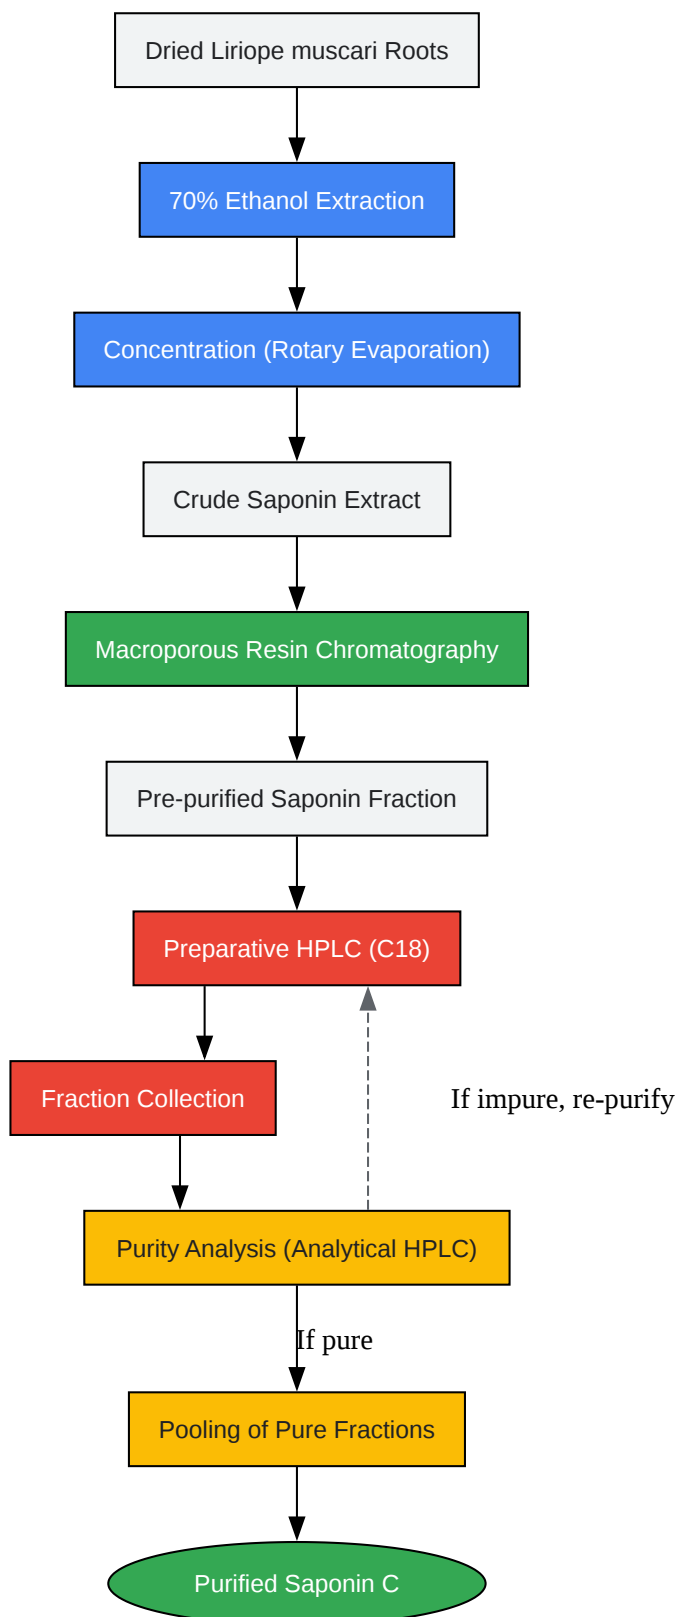 Dried Liriope muscari Roots
70% Ethanol Extraction
Concentration (Rotary Evaporation)
Crude Saponin Extract
Macroporous Resin Chromatography
Pre-purified Saponin Fraction
Preparative HPLC (C18)
Fraction Collection
If impure, re-purify
Purity Analysis (Analytical HPLC)
If pure
Pooling of Pure Fractions
Purified Saponin C